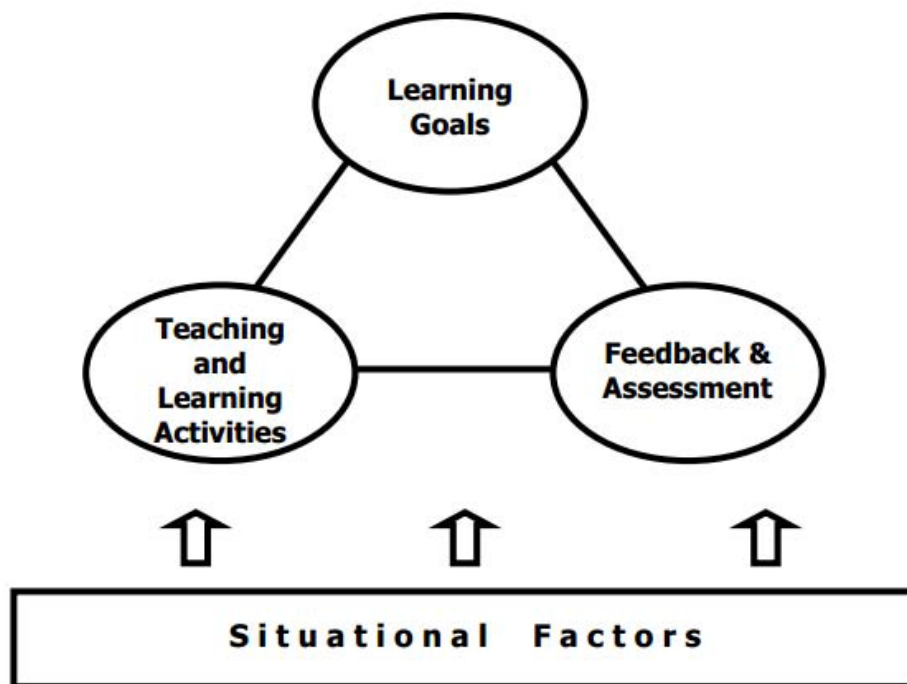 Learning
Goals
Teaching
and
Learning
Activities
Feedback &
Assessment
Situational Factors